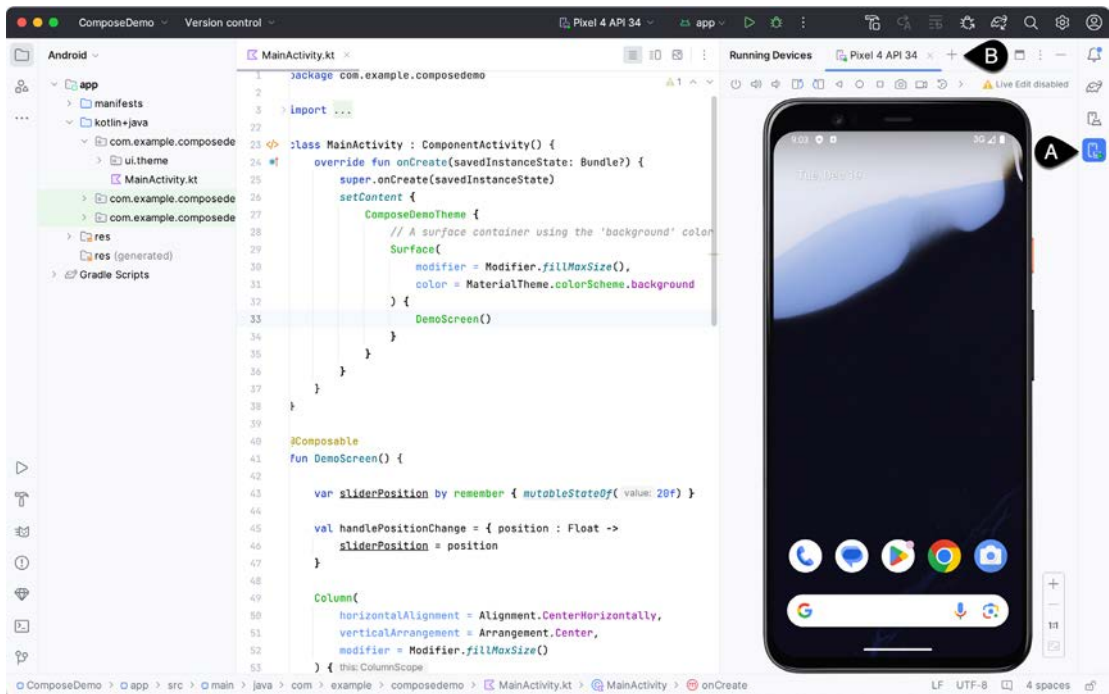 ComposeDemo Version control Pixel 4 API 34 app
Android
MainActivity.kt
Running Devices Pixel 4 API 34
B
app
manifests
kotlin+java
com.example.composede
ui.theme
MainActivity.kt
com.example.composede
com.example.composede
res
res (generated)
Gradle Scripts
1 package com.example.composedemo
1
2
3 import ...
22
23 class MainActivity : ComponentActivity() {
24 override fun onCreate(savedInstanceState: Bundle?) {
25 super.onCreate(savedInstanceState)
26 setContent {
27 ComposeDemoTheme {
28 // A surface container using the 'background' color
29 Surface(
30 modifier = Modifier.fillMaxSize(),
31 color = MaterialTheme.colorScheme.background
32 ) {
33 DemoScreen()
34 }
35 }
36 }
37 }
38 }
39
40 @Composable
41 fun DemoScreen() {
42
43 var sliderPosition by remember { mutableStateOf( value: 20f) }
44
45 val handlePositionChange = { position : Float ->
46 sliderPosition = position
47 }
48
49 Column(
50 horizontalAlignment = Alignment.CenterHorizontally,
51 verticalArrangement = Arrangement.Center,
52 modifier = Modifier.fillMaxSize()
53 ) { this: ColumnScope
Live Edit disabled
A
9:03 3G
Tue, Dec 19
G
1:1
ComposeDemo > app > src > main > java > com > example > composedemo > MainActivity.kt > MainActivity > onCreate
LF UTF-8 4 spaces